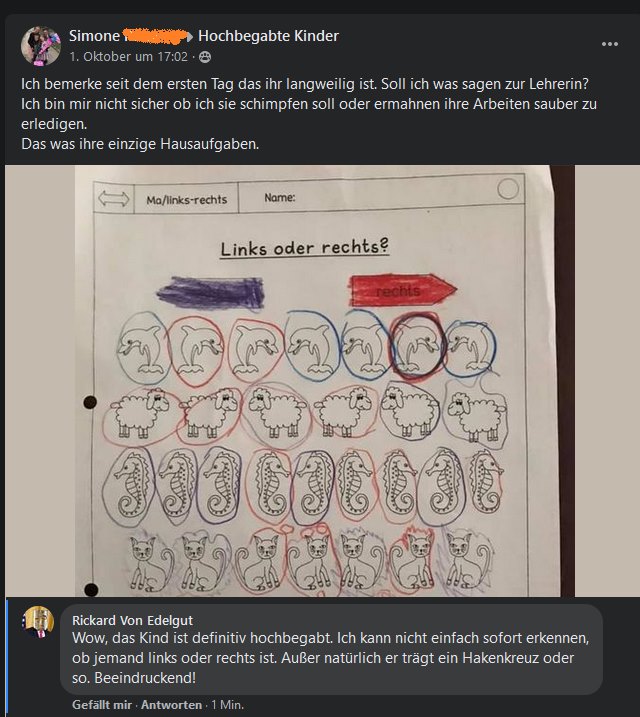 Simone Hochbegabte Kinder
1. Oktober um 17:02 ·
Ich bemerke seit dem ersten Tag das ihr langweilig ist. Soll ich was sagen zur Lehrerin?
Ich bin mir nicht sicher ob ich sie schimpfen soll oder ermahnen ihre Arbeiten sauber zu
erledigen.
Das was ihre einzige Hausaufgaben.
Ma/links-rechts
Name:
Links oder rechts?
rechts
Rickard Von Edelgut
Wow, das Kind ist definitiv hochbegabt. Ich kann nicht einfach sofort erkennen,
ob jemand links oder rechts ist. Außer natürlich er trägt ein Hakenkreuz oder
so. Beeindruckend!
Gefällt mir · Antworten · 1 Min.